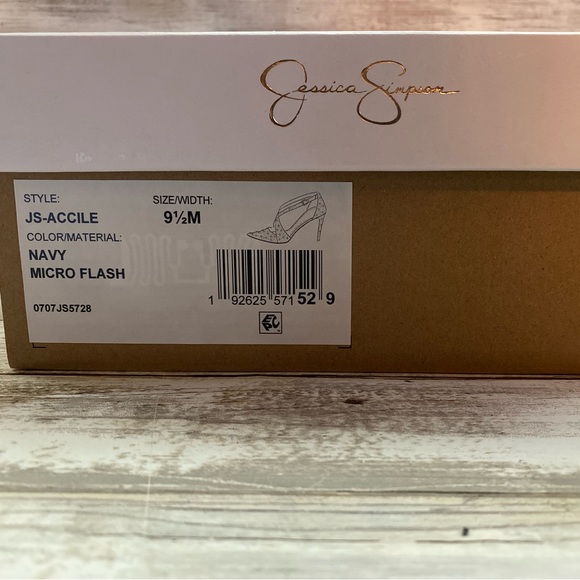 Jessica Simpson
STYLE: SIZE/WIDTH:
JS-ACCILE 9½M
COLOR/MATERIAL:
NAVY
MICRO FLASH
1 92625 571 52 9
0707JS5728